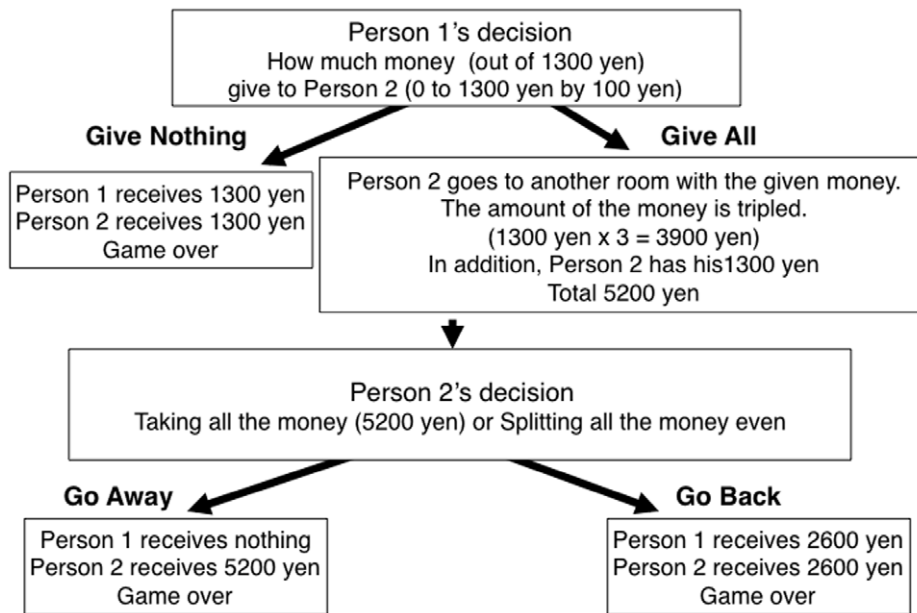 Person 1's decision
How much money (out of 1300 yen)
give to Person 2 (0 to 1300 yen by 100 yen)
Give Nothing
Give All
Person 1 receives 1300 yen
Person 2 receives 1300 yen
Game over
Person 2 goes to another room with the given money.
The amount of the money is tripled.
(1300 yen x 3 = 3900 yen)
In addition, Person 2 has his1300 yen
Total 5200 yen
Person 2's decision
Taking all the money (5200 yen) or Splitting all the money even
Go Away
Go Back
Person 1 receives nothing
Person 2 receives 5200 yen
Game over
Person 1 receives 2600 yen
Person 2 receives 2600 yen
Game over